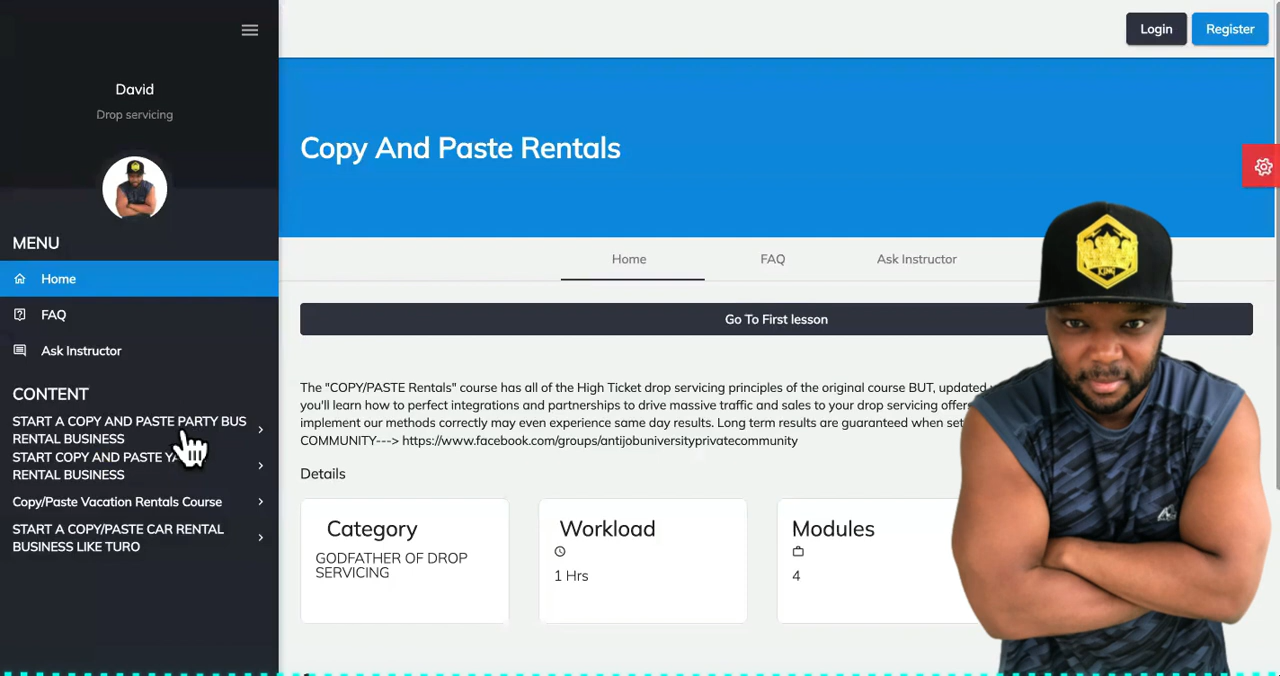 Login
Register
David
Drop servicing
Copy And Paste Rentals
MENU
Home
FAQ
Ask Instructor
Home
FAQ
Ask Instructor
Go To First lesson
CONTENT
START A COPY AND PASTE PARTY BUS
RENTAL BUSINESS
START COPY AND PASTE
RENTAL BUSINESS
Copy/Paste Vacation Rentals Course
START A COPY/PASTE CAR RENTAL
BUSINESS LIKE TURO
The "COPY/PASTE Rentals" course has all of the High Ticket drop servicing principles of the original course BUT, updated
you'll learn how to perfect integrations and partnerships to drive massive traffic and sales to your drop servicing offers
implement our methods correctly may even experience same day results. Long term results are guaranteed when set
COMMUNITY---> https://www.facebook.com/groups/antijobuniversityprivatecommunity
Details
Category
GODFATHER OF DROP
SERVICING
Workload
1 Hrs
Modules
4
KING